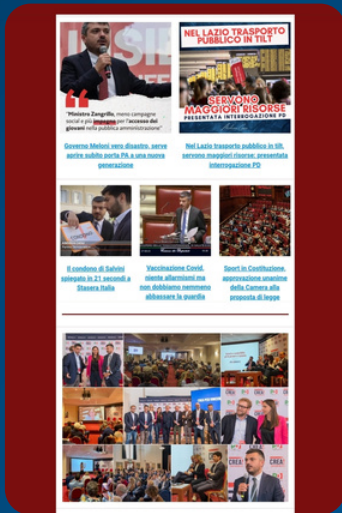 "Ministro Zangrillo, meno campagne
social e più impegno per l'accesso dei
giovani nella pubblica amministrazione"
NEL LAZIO TRASPORTO
PUBBLICO IN TILT
SERVONO
MAGGIORI RISORSE
PRESENTATA INTERROGAZIONE PD
Governo Meloni vero disastro, serve
aprire subito porte PA a una nuova
generazione
Nel Lazio trasporto pubblico in tilt,
servono maggiori risorse: presentata
interrogazione PD
Il condono di Salvini
spiegato in 21 secondi a
Stasera Italia
Vaccinazione Covid,
niente allarmismi ma
non dobbiamo nemmeno
abbassare la guardia
Sport in Costituzione,
approvazione unanime
della Camera alla
proposta di legge
CREA!
CREA!